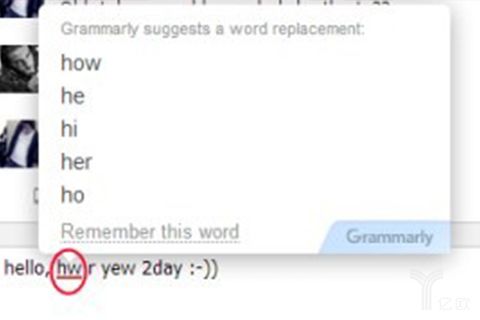 Grammarly suggests a word replacement:
how
he
hi
her
ho
Remember this word
Grammarly
hello, hw r yew 2day :-))